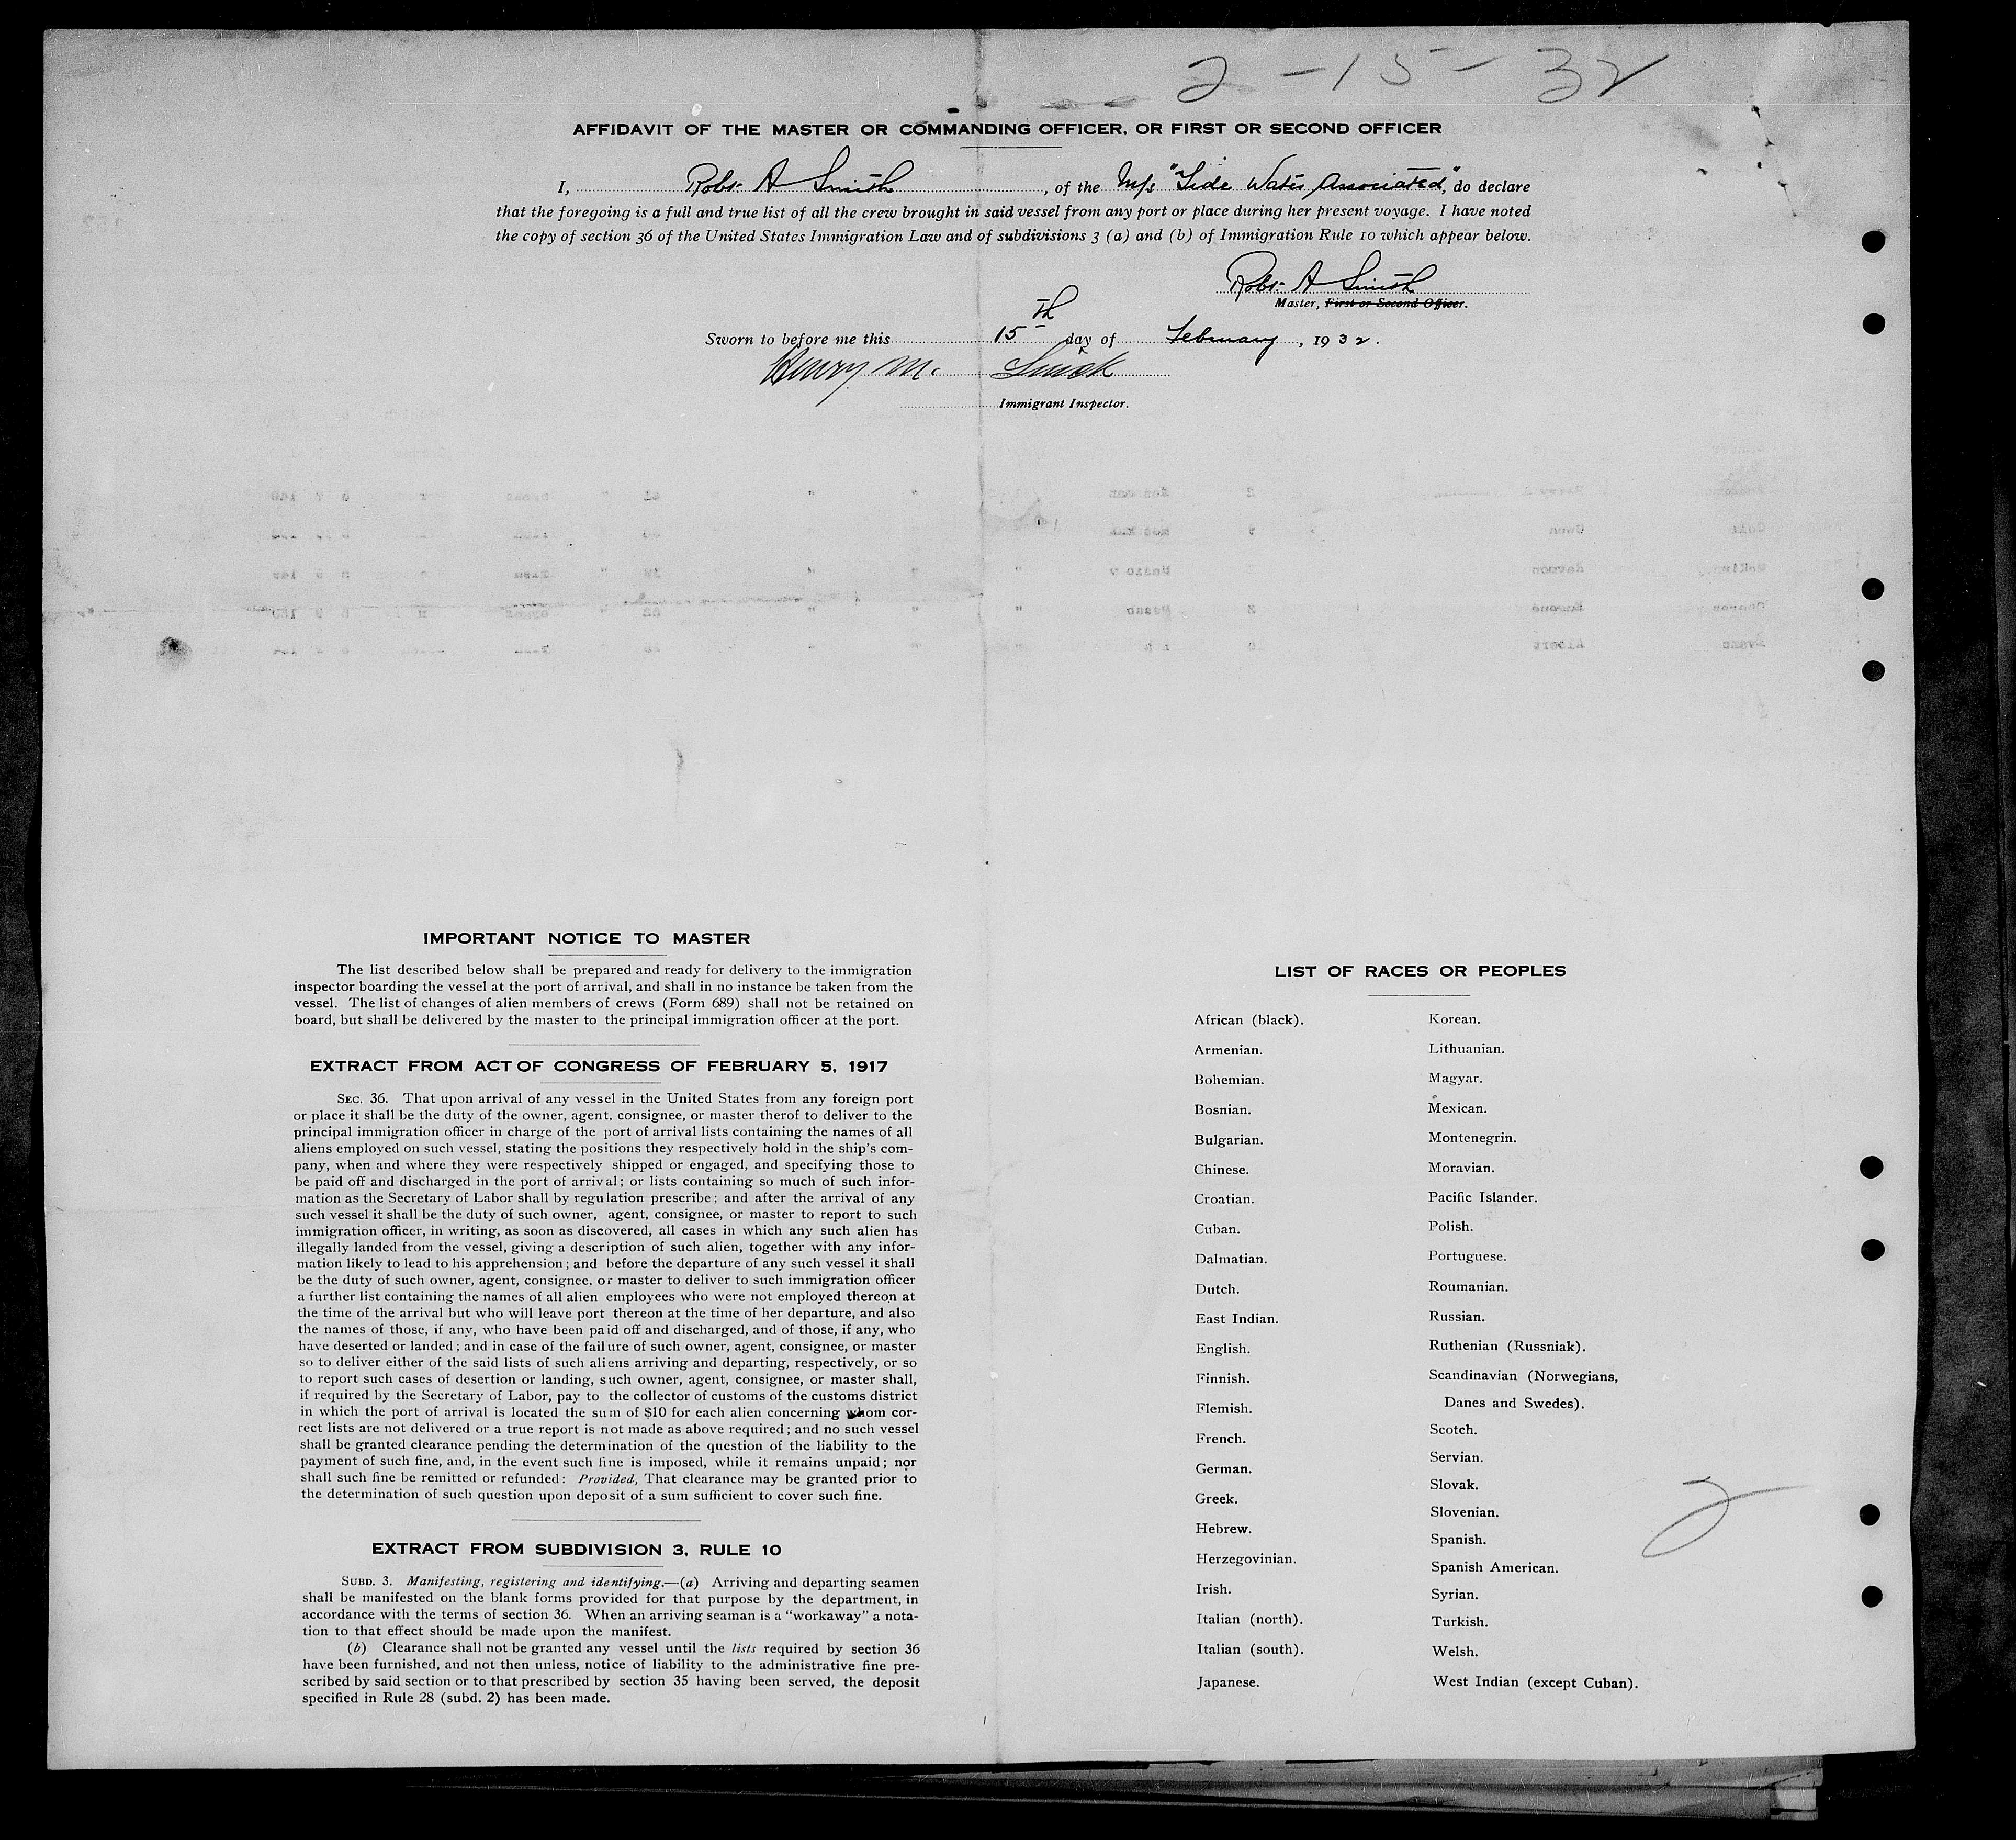 2-15-32
AFFIDAVIT OF THE MASTER OR COMMANDING OFFICER, OR FIRST OR SECOND OFFICER
I, Robt A Smith, of the M/s "Tide Water Associated," do declare
that the foregoing is a full and true list of all the crew brought in said vessel from any port or place during her present voyage. I have noted
the copy of section 36 of the United States Immigration Law and of subdivisions 3 (a) and (b) of Immigration Rule 10 which appear below.
Robt A Smith
Master, First or Second Officer.
Sworn to before me this 15th day of February, 1932.
Henry M.
Immigrant Inspector.
IMPORTANT NOTICE TO MASTER
The list described below shall be prepared and ready for delivery to the immigration
inspector boarding the vessel at the port of arrival, and shall in no instance be taken from the
vessel. The list of changes of alien members of crews (Form 689) shall not be retained on
board, but shall be delivered by the master to the principal immigration officer at the port.
EXTRACT FROM ACT OF CONGRESS OF FEBRUARY 5, 1917
SEC. 36. That upon arrival of any vessel in the United States from any foreign port
or place it shall be the duty of the owner, agent, consignee, or master therof to deliver to the
principal immigration officer in charge of the port of arrival lists containing the names of all
aliens employed on such vessel, stating the positions they respectively hold in the ship's com-
pany, when and where they were respectively shipped or engaged, and specifying those to
be paid off and discharged in the port of arrival; or lists containing so much of such infor-
mation as the Secretary of Labor shall by regulation prescribe; and after the arrival of any
such vessel it shall be the duty of such owner, agent, consignee, or master to report to such
immigration officer, in writing, as soon as discovered, all cases in which any such alien has
illegally landed from the vessel, giving a description of such alien, together with any infor-
mation likely to lead to his apprehension; and before the departure of any such vessel it shall
be the duty of such owner, agent, consignee, or master to deliver to such immigration officer
a further list containing the names of all alien employees who were not employed thereon at
the time of the arrival but who will leave port thereon at the time of her departure, and also
the names of those, if any, who have been paid off and discharged, and of those, if any, who
have deserted or landed; and in case of the failure of such owner, agent, consignee, or master
so to deliver either of the said lists of such aliens arriving and departing, respectively, or so
to report such cases of desertion or landing, such owner, agent, consignee, or master shall,
if required by the Secretary of Labor, pay to the collector of customs of the customs district
in which the port of arrival is located the sum of $10 for each alien concerning whom cor-
rect lists are not delivered or a true report is not made as above required; and no such vessel
shall be granted clearance pending the determination of the question of the liability to the
payment of such fine, and, in the event such fine is imposed, while it remains unpaid; nor
shall such fine be remitted or refunded: Provided, That clearance may be granted prior to
the determination of such question upon deposit of a sum sufficient to cover such fine.
EXTRACT FROM SUBDIVISION 3, RULE 10
SUBD. 3. Manifesting, registering and identifying.—(a) Arriving and departing seamen
shall be manifested on the blank forms provided for that purpose by the department, in
accordance with the terms of section 36. When an arriving seaman is a "workaway" a nota-
tion to that effect should be made upon the manifest.
(b) Clearance shall not be granted any vessel until the lists required by section 36
have been furnished, and not then unless, notice of liability to the administrative fine pre-
scribed by said section or to that prescribed by section 35 having been served, the deposit
specified in Rule 28 (subd. 2) has been made.
LIST OF RACES OR PEOPLES
African (black).
Armenian.
Bohemian.
Bosnian.
Bulgarian.
Chinese.
Croatian.
Cuban.
Dalmatian.
Dutch.
East Indian.
English.
Finnish.
Flemish.
French.
German.
Greek.
Hebrew.
Herzegovinian.
Irish.
Italian (north).
Italian (south).
Japanese.
Korean.
Lithuanian.
Magyar.
Mexican.
Montenegrin.
Moravian.
Pacific Islander.
Polish.
Portuguese.
Roumanian.
Russian.
Ruthenian (Russniak).
Scandinavian (Norwegians,
Danes and Swedes).
Scotch.
Servian.
Slovak.
Slovenian.
Spanish.
Spanish American.
Syrian.
Turkish.
Welsh.
West Indian (except Cuban).
2